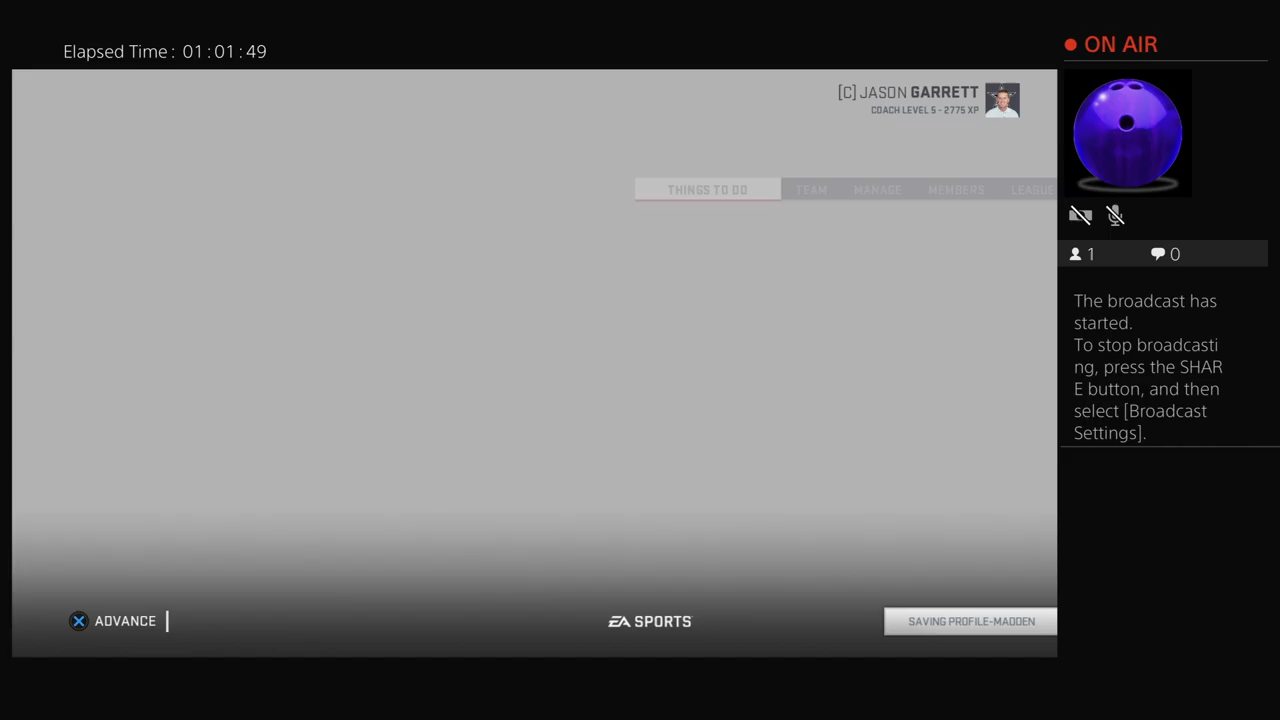 Elapsed Time : 01:01:49
ON AIR
[C] JASON GARRETT
COACH LEVEL 5 - 2775 XP
THINGS TO DO TEAM MANAGE MEMBERS LEAGUE
1 0
The broadcast has
started.
To stop broadcasti
ng, press the SHAR
E button, and then
select [Broadcast
Settings].
ADVANCE
EA SPORTS
SAVING PROFILE-MADDEN